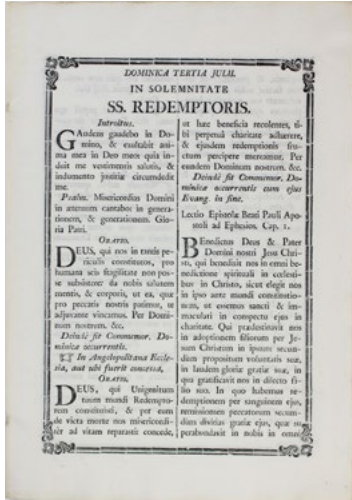 DOMINICA TERTIA JULII.
IN SOLEMNITATE
SS. REDEMPTORIS.
Introitus.
Gaudens gaudebo in Do-
mino, & exultabit ani
ma mea in Deo meo: quia in-
duit me vestimentis salutis, &
indumento justitiæ circumdedit
me.
Psalm. Misericordias Domini
in æternum cantabo: in genera-
tionem, & generationem. Glo-
ria Patri.
ORATIO.
DEUS, qui nos in tantis pe-
riculis constitutos, pro
humana scis fragilitate non pos-
se subsistere: da nobis salutem
mentis, & corporis, ut ea, quæ
pro peccatis nostris patimur, te
adjuvante vincamus. Per Domi-
num nostrum. &c.
Deinde fit Commemor. Do-
minicæ occurrentis.
In Angelopolitana Eccle-
sia, aut ubi fuerit concessa,
ORATIO.
DEUS, qui Unigenitum
tuum mundi Redempto-
rem constituisti, & per eum
de victa morte nos misericordi-
ter ad vitam reparasti: concede,
ut hæc beneficia recolentes, ti-
bi perpetuâ charitate adhærere,
& ejusdem redemptionis fru-
ctum percipere mereamur. Per
eundem Dominum nostrum. &c.
Deindè fit Commemor. Do-
minicæ occurrentis cum ejus
Evang. in fine.
Lectio Epistolæ Beati Pauli Apo-
stoli ad Ephesios. Cap. 1.
Benedictus Deus & Pater
Domini nostri Jesu Chri-
sti, qui benedixit nos in omni be-
nedictione spirituali in cœlesti-
bus in Christo, sicut elegit nos
in ipso ante mundi constitutio-
nem, ut essemus sancti & im-
maculati in conspectu ejus in
charitate. Qui prædestinavit nos
in adoptionem filiorum per Je-
sum Christum in ipsum: secun-
dum propositum voluntatis suæ,
in laudem gloriæ gratiæ suæ, in
qua gratificavit nos in dilecto fi-
lio suo. In quo habemus re-
demptionem per sanguinem ejus,
remissionem peccatorum secun-
dum divitias gratiæ ejus, quæ su-
perabundavit in nobis in omni